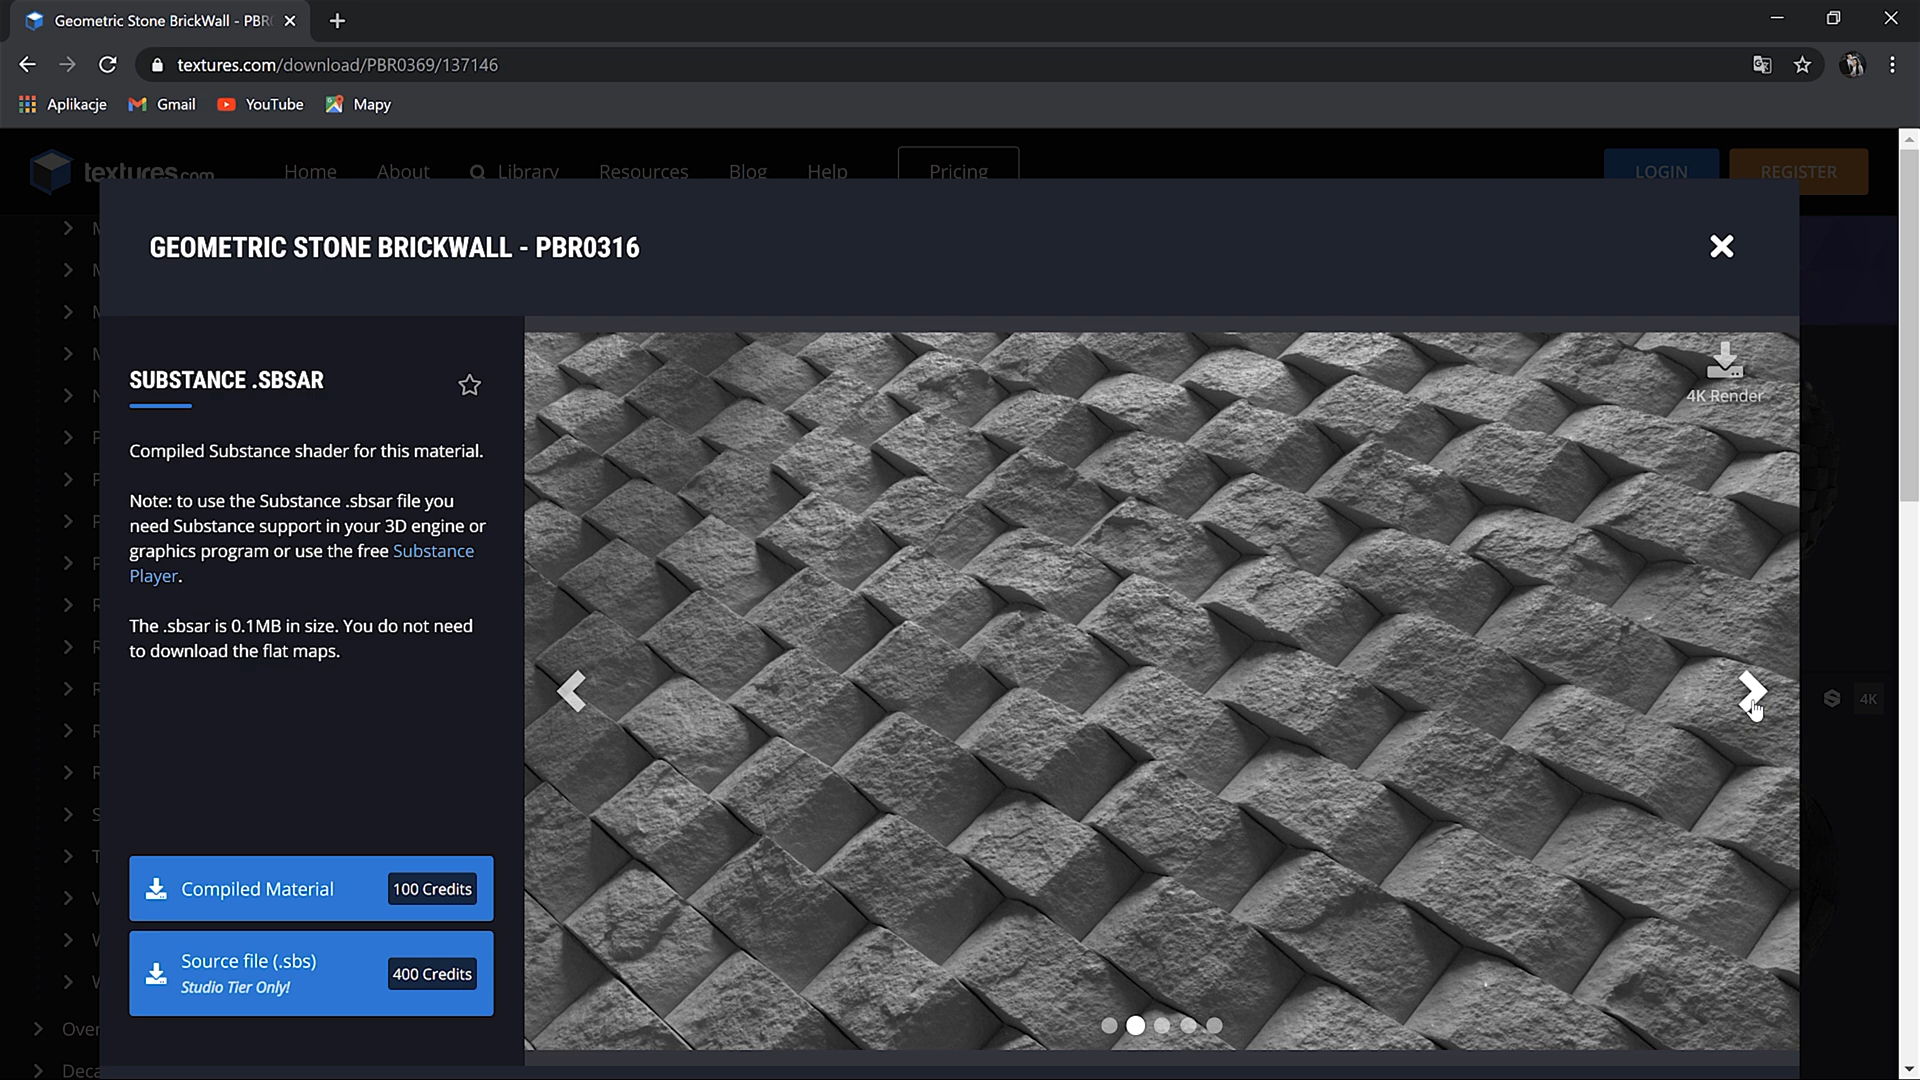 Geometric Stone BrickWall - PBR
textures.com/download/PBR0369/137146
Aplikacje
Gmail
YouTube
Mapy
textures.com
Home
About
Library
Resources
Blog
Help
Pricing
LOGIN
REGISTER
GEOMETRIC STONE BRICKWALL - PBR0316
SUBSTANCE .SBSAR
Compiled Substance shader for this material.
Note: to use the Substance .sbsar file you
need Substance support in your 3D engine or
graphics program or use the free Substance
Player.
The .sbsar is 0.1MB in size. You do not need
to download the flat maps.
4K Render
4K
Compiled Material
100 Credits
Source file (.sbs)
Studio Tier Only!
400 Credits
Over
Deca